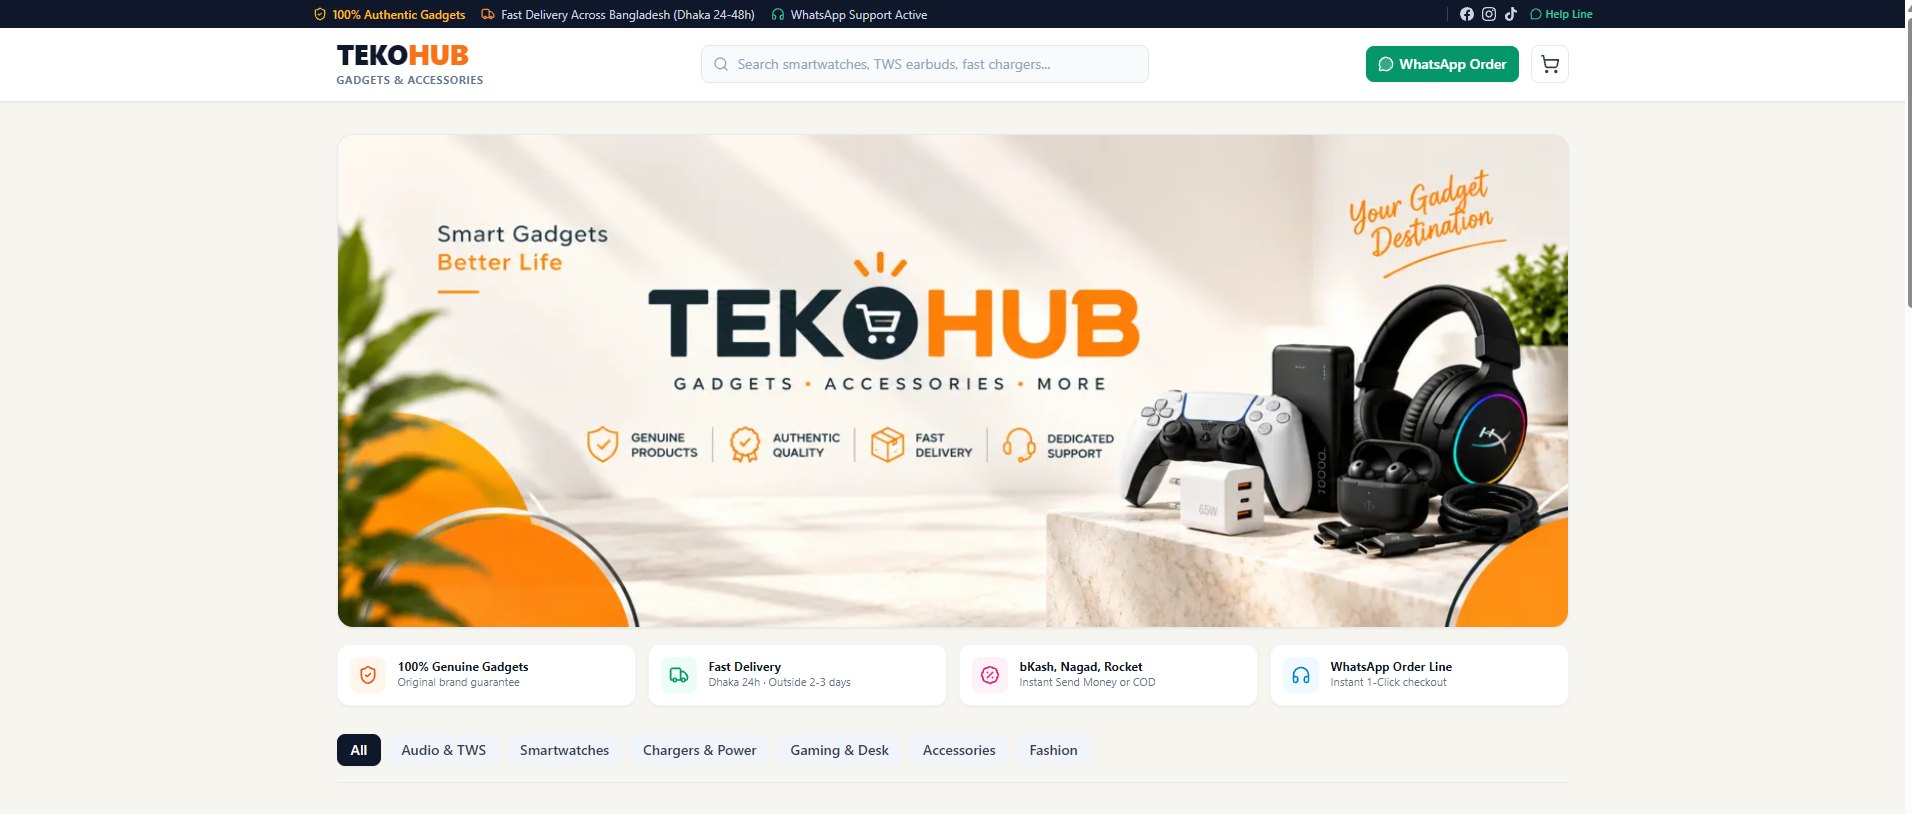 100% Authentic Gadgets
Fast Delivery Across Bangladesh (Dhaka 24-48h)
WhatsApp Support Active
Help Line
TEKOHUB
GADGETS & ACCESSORIES
Search smartwatches, TWS earbuds, fast chargers...
WhatsApp Order
Smart Gadgets
Better Life
Your Gadget
Destination
TEKOHUB
GADGETS • ACCESSORIES • MORE
GENUINE
PRODUCTS
AUTHENTIC
QUALITY
FAST
DELIVERY
DEDICATED
SUPPORT
65W
100% Genuine Gadgets
Original brand guarantee
Fast Delivery
Dhaka 24h · Outside 2-3 days
bKash, Nagad, Rocket
Instant Send Money or COD
WhatsApp Order Line
Instant 1-Click checkout
All
Audio & TWS
Smartwatches
Chargers & Power
Gaming & Desk
Accessories
Fashion